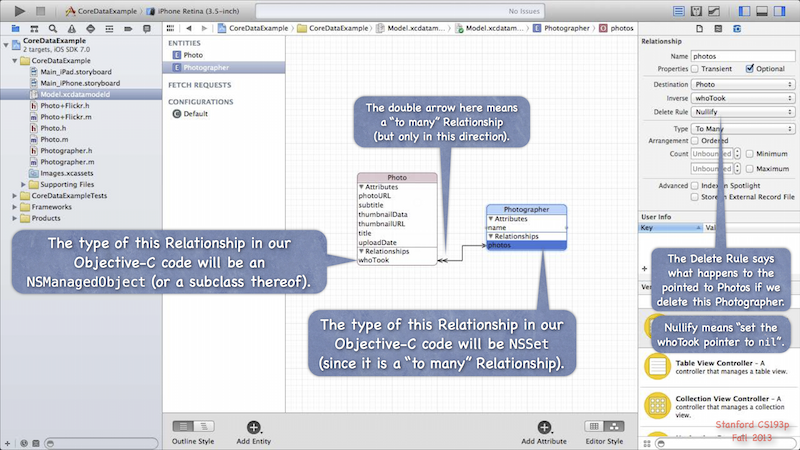 CoreDataExample
iPhone Retina (3.5-inch)
No Issues
CoreDataExample
2 targets, iOS SDK 7.0
CoreDataExample
Main_iPad.storyboard
Main_iPhone.storyboard
Model.xcdatamodeld
Photo+Flickr.h
Photo+Flickr.m
Photo.h
Photo.m
Photographer.h
Photographer.m
Images.xcassets
Supporting Files
CoreDataExampleTests
Frameworks
Products
CoreDataExample
CoreDataExample
Model.xcdatam...
Model.xcdatam...
Photographer
photos
ENTITIES
E Photo
E Photographer
FETCH REQUESTS
CONFIGURATIONS
C Default
The double arrow here means
a “to many” Relationship
(but only in this direction).
Photo
Attributes
photoURL
subtitle
thumbnailData
thumbnailURL
title
uploadDate
Relationships
whoTook
Photographer
Attributes
name
Relationships
photos
The type of this Relationship in our
Objective-C code will be an
NSManagedObject (or a subclass thereof).
The type of this Relationship in our
Objective-C code will be NSSet
(since it is a “to many” Relationship).
Outline Style
Add Entity
Add Attribute
Editor Style
Relationship
Name photos
Properties Transient Optional
Destination Photo
Inverse whoTook
Delete Rule Nullify
Type To Many
Arrangement Ordered
Count Unbounded Minimum
Unbounded Maximum
Advanced Index in Spotlight
Store in External Record File
User Info
Key
The Delete Rule says
what happens to the
pointed to Photos if we
delete this Photographer.
Nullify means “set the
whoTook pointer to nil”.
Table View Controller - A
controller that manages a table view.
Collection View Controller - A
controller that manages a collection
view.
Stanford CS193p
Fall 2013